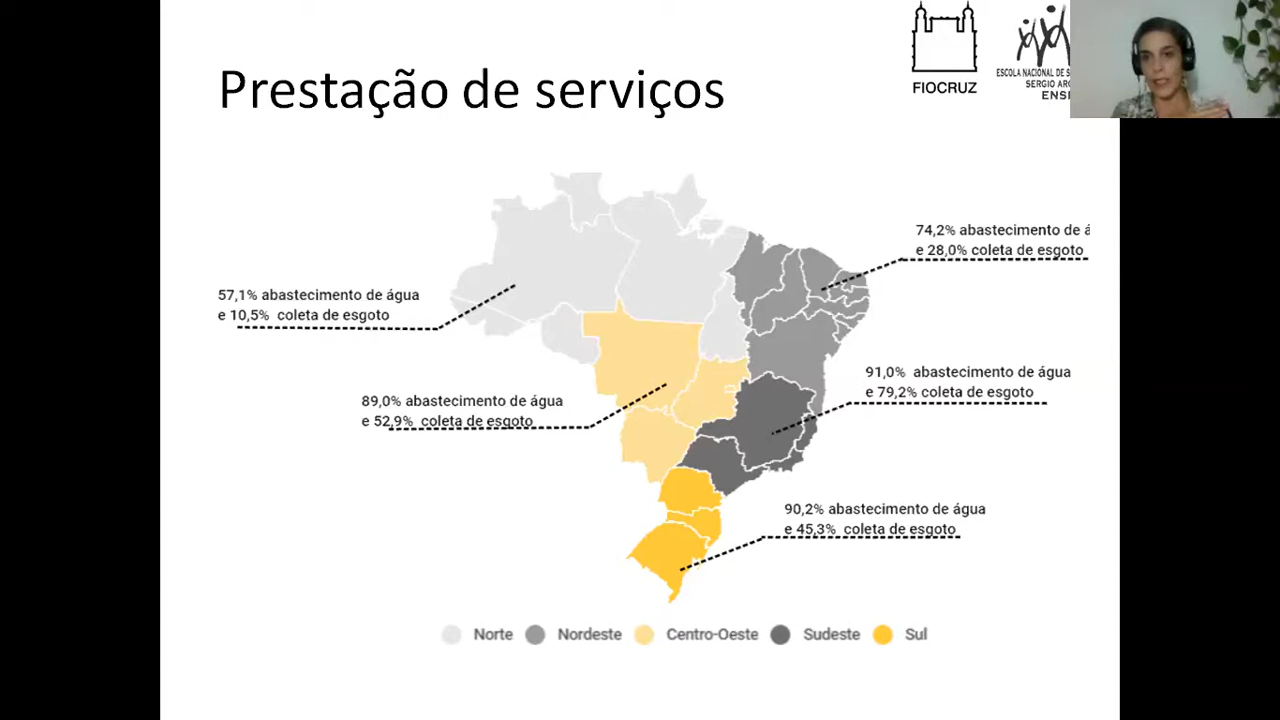 Prestação de serviços
FIOCRUZ
ESCOLA NACIONAL DE
SERGIO
74,2% abastecimento de
e 28,0% coleta de esgoto
57,1% abastecimento de água
e 10,5% coleta de esgoto
91,0% abastecimento de água
e 79,2% coleta de esgoto
89,0% abastecimento de água
e 52,9% coleta de esgoto
90,2% abastecimento de água
e 45,3% coleta de esgoto
Norte Nordeste Centro-Oeste Sudeste Sul